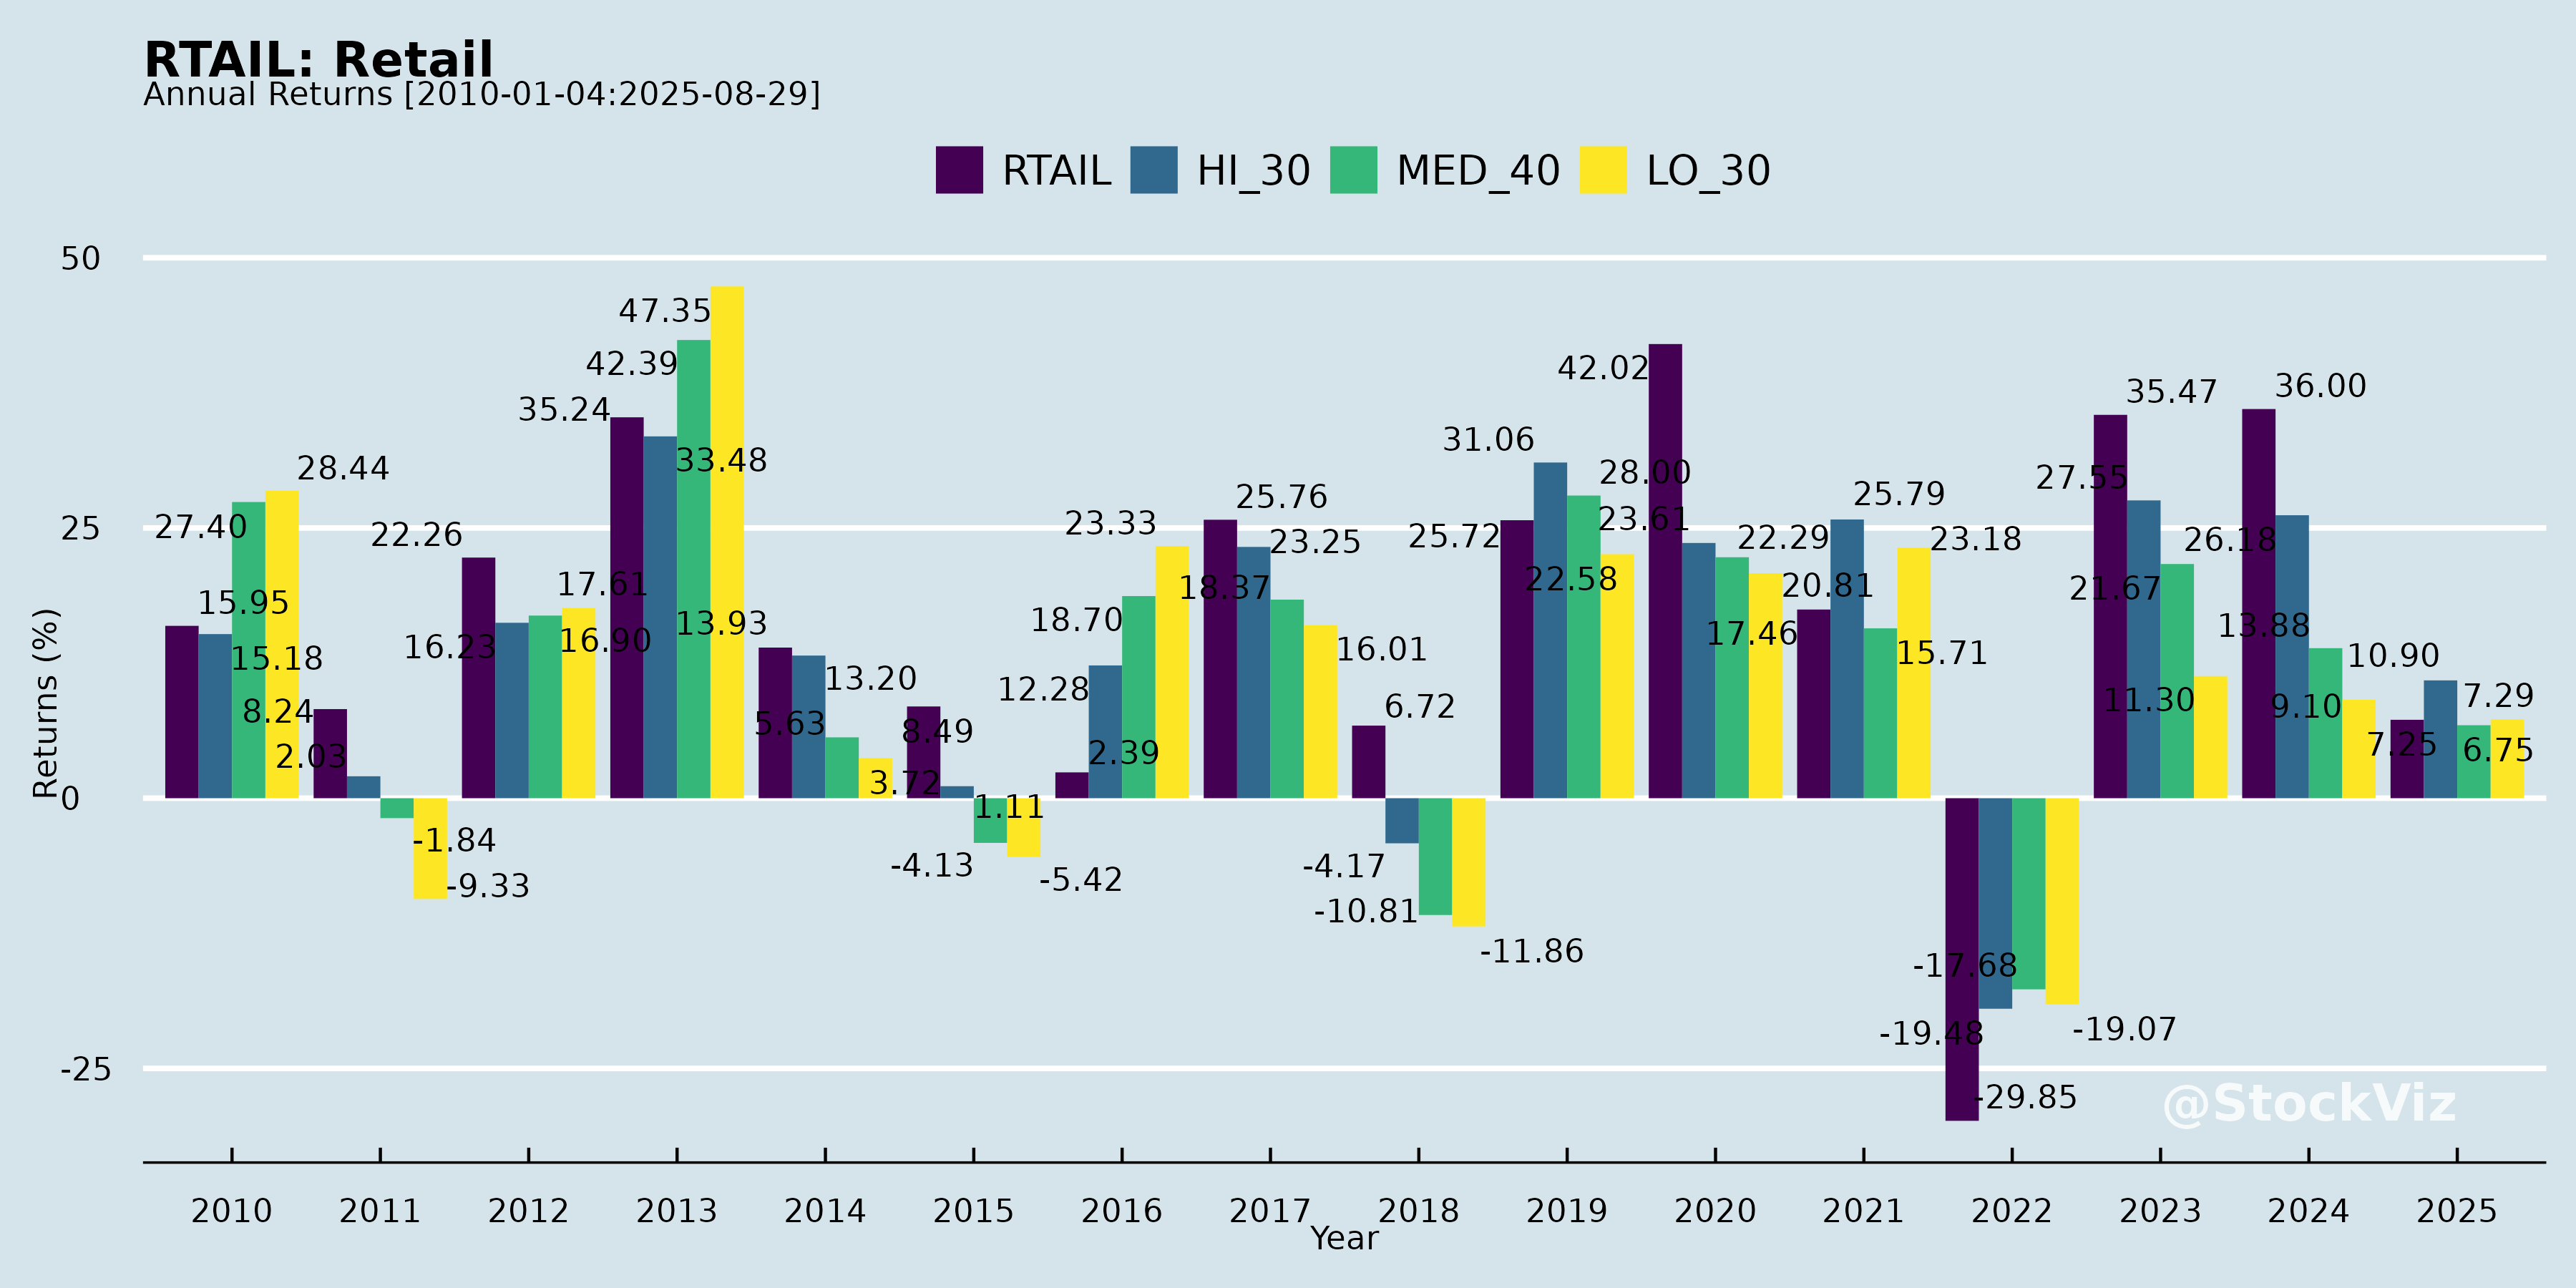 RTAIL: Retail
Annual Returns [2010-01-04:2025-08-29]
RTAIL HI_30 MED_40 LO_30
Returns (%)
50
25
0
-25
15.95 15.18 27.40 28.44
8.24 2.03 -1.84 -9.33
22.26 16.23 16.90 17.61
35.24 33.48 42.39 47.35
13.93 13.20 5.63 3.72
8.49 1.11 -4.13 -5.42
2.39 12.28 18.70 23.33
25.76 23.25 18.37 16.01
6.72 -4.17 -10.81 -11.86
25.72 31.06 28.00 22.58
42.02 23.61 22.29 20.81
17.46 25.79 15.71 23.18
-29.85 -19.48 -17.68 -19.07
35.47 27.55 21.67 11.30
36.00 26.18 13.88 9.10
7.25 10.90 6.75 7.29
@StockViz
2010 2011 2012 2013 2014 2015 2016 2017 2018 2019 2020 2021 2022 2023 2024 2025
Year